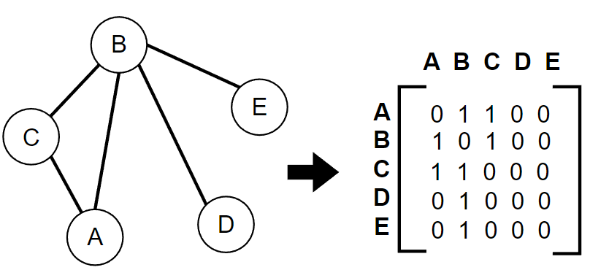 B
E
C
D
A
A B C D E
A 0 1 1 0 0
B 1 0 1 0 0
C 1 1 0 0 0
D 0 1 0 0 0
E 0 1 0 0 0